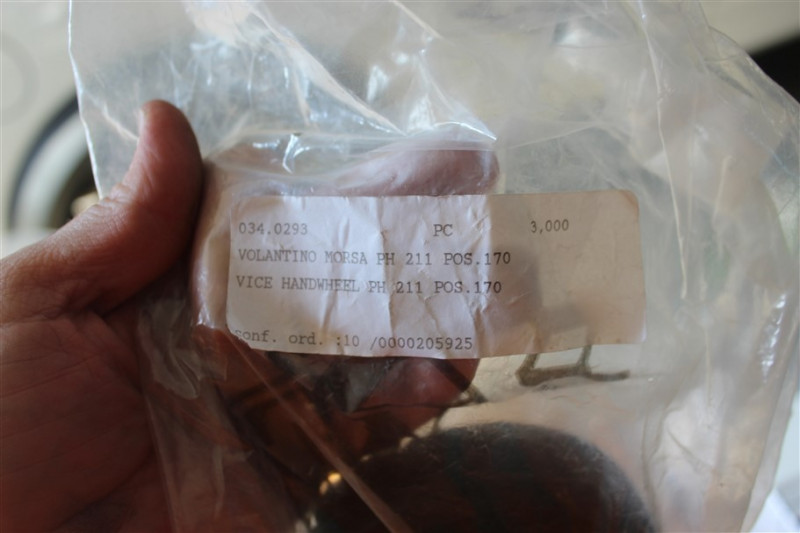 034.0293 PC 3,000
VOLANTINO MORSA PH 211 POS.170
VICE HANDWHEEL PH 211 POS.170
conf. ord. :10 /0000205925